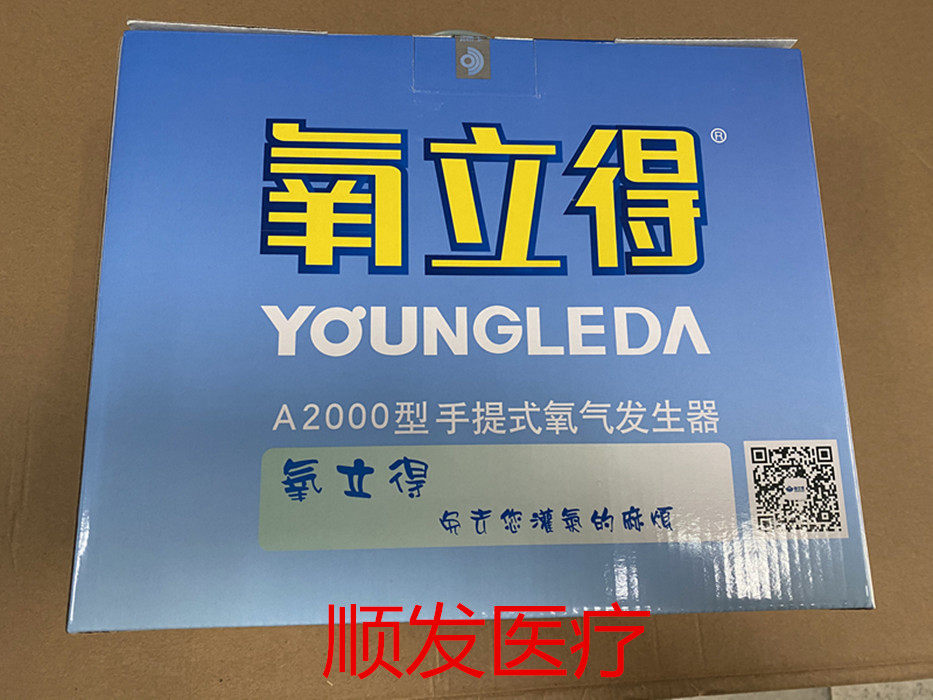 氧立得®
YOUNGLEDA
A2000型 手提式氧气发生器
氧立得
免去您灌氧的麻煩
顺发医疗